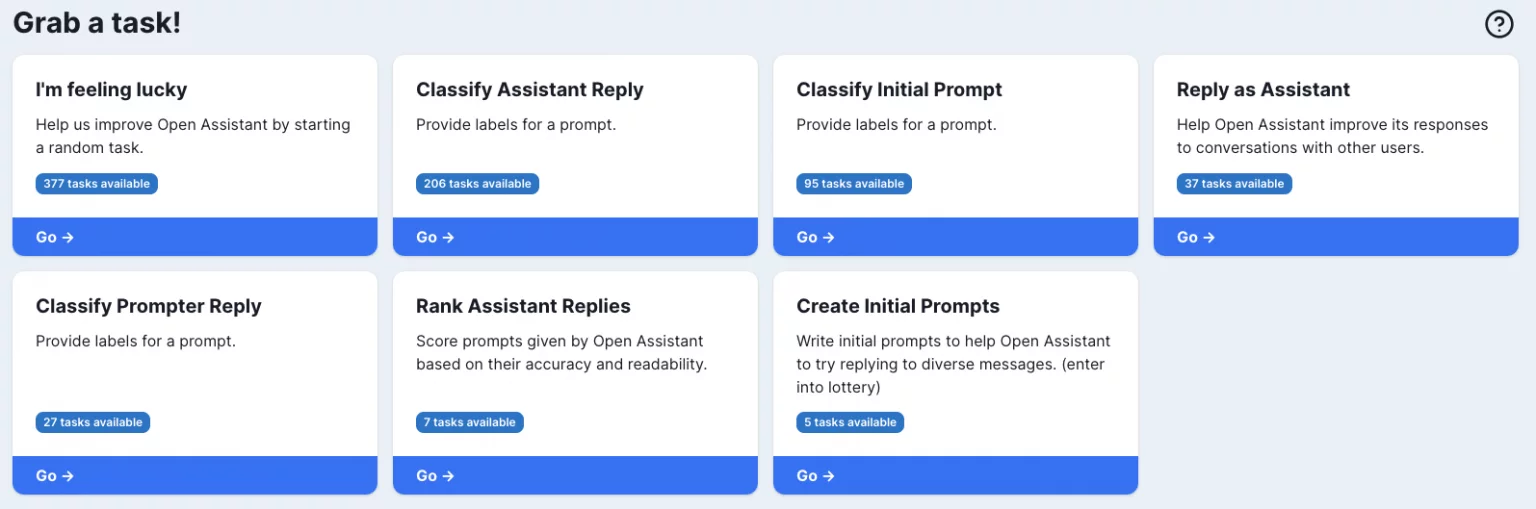 Grab a task!
I'm feeling lucky
Help us improve Open Assistant by starting
a random task.
377 tasks available
Go →
Classify Assistant Reply
Provide labels for a prompt.
206 tasks available
Go →
Classify Initial Prompt
Provide labels for a prompt.
95 tasks available
Go →
Reply as Assistant
Help Open Assistant improve its responses
to conversations with other users.
37 tasks available
Go →
Classify Prompter Reply
Provide labels for a prompt.
27 tasks available
Go →
Rank Assistant Replies
Score prompts given by Open Assistant
based on their accuracy and readability.
7 tasks available
Go →
Create Initial Prompts
Write initial prompts to help Open Assistant
to try replying to diverse messages. (enter
into lottery)
5 tasks available
Go →